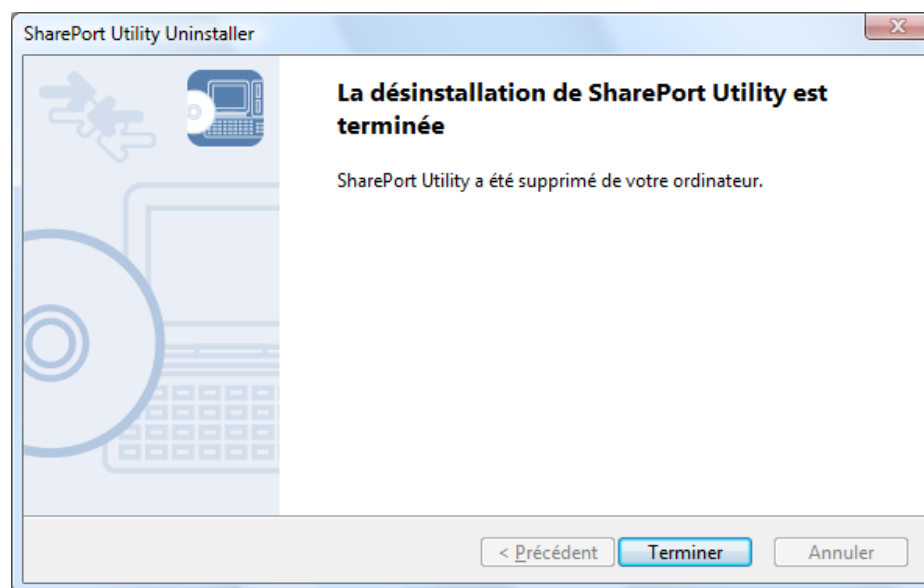 SharePort Utility Uninstaller
La désinstallation de SharePort Utility est
terminée
SharePort Utility a été supprimé de votre ordinateur.
< Précédent
Terminer
Annuler